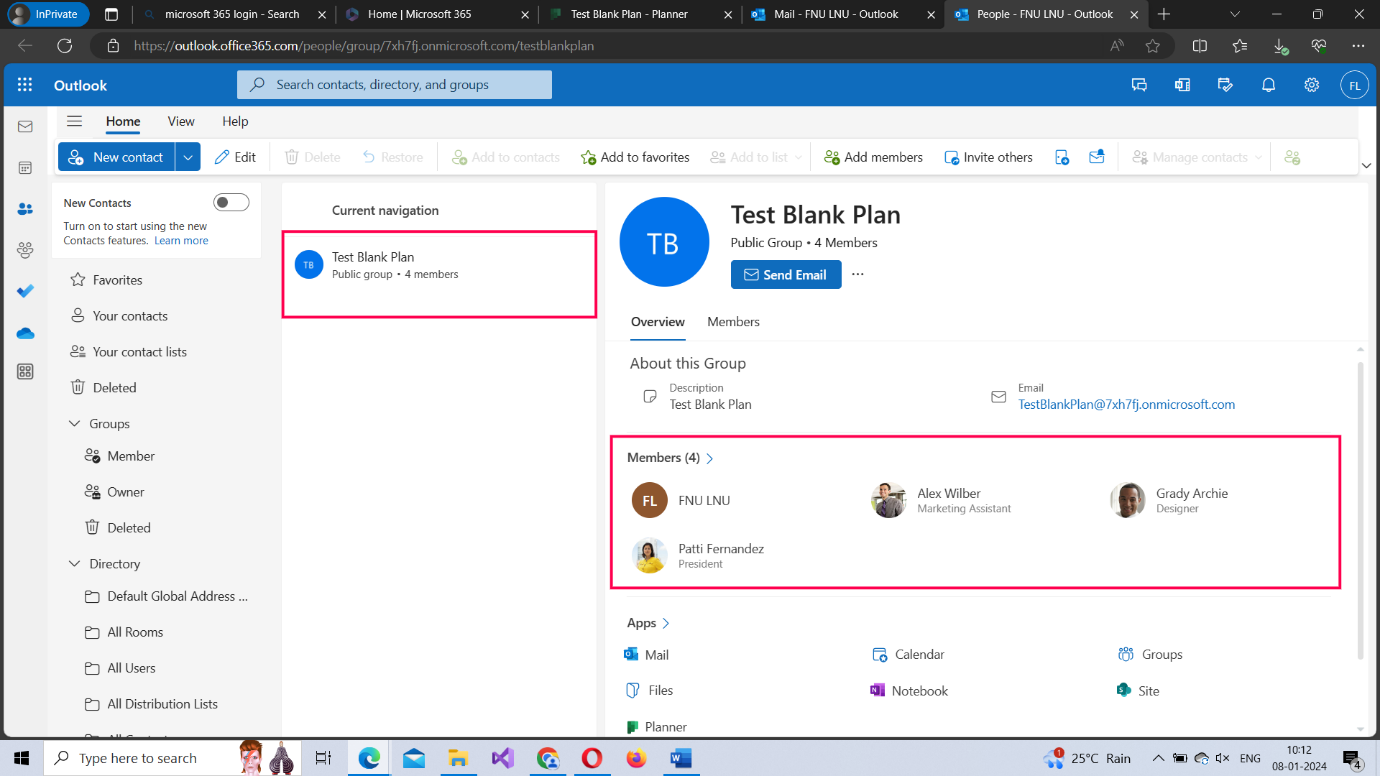 InPrivate
microsoft 365 login - Search
Home | Microsoft 365
Test Blank Plan - Planner
Mail - FNU LNU - Outlook
People - FNU LNU - Outlook
https://outlook.office365.com/people/group/7xh7fj.onmicrosoft.com/testblankplan
Outlook
Search contacts, directory, and groups
FL
Home
View
Help
New contact
Edit
Delete
Restore
Add to contacts
Add to favorites
Add to list
Add members
Invite others
Manage contacts
New Contacts
Turn on to start using the new
Contacts features. Learn more
Favorites
Your contacts
Your contact lists
Deleted
Groups
Member
Owner
Deleted
Directory
Default Global Address ...
All Rooms
All Users
All Distribution Lists
Current navigation
TB
Test Blank Plan
Public group • 4 members
TB
Test Blank Plan
Public Group • 4 Members
Send Email
Overview
Members
About this Group
Description
Test Blank Plan
Email
TestBlankPlan@7xh7fj.onmicrosoft.com
Members (4)
FL
FNU LNU
Alex Wilber
Marketing Assistant
Grady Archie
Designer
Patti Fernandez
President
Apps
Mail
Calendar
Groups
Files
Notebook
Site
Planner
Type here to search
1
25°C Rain
ENG
10:12
08-01-2024
4